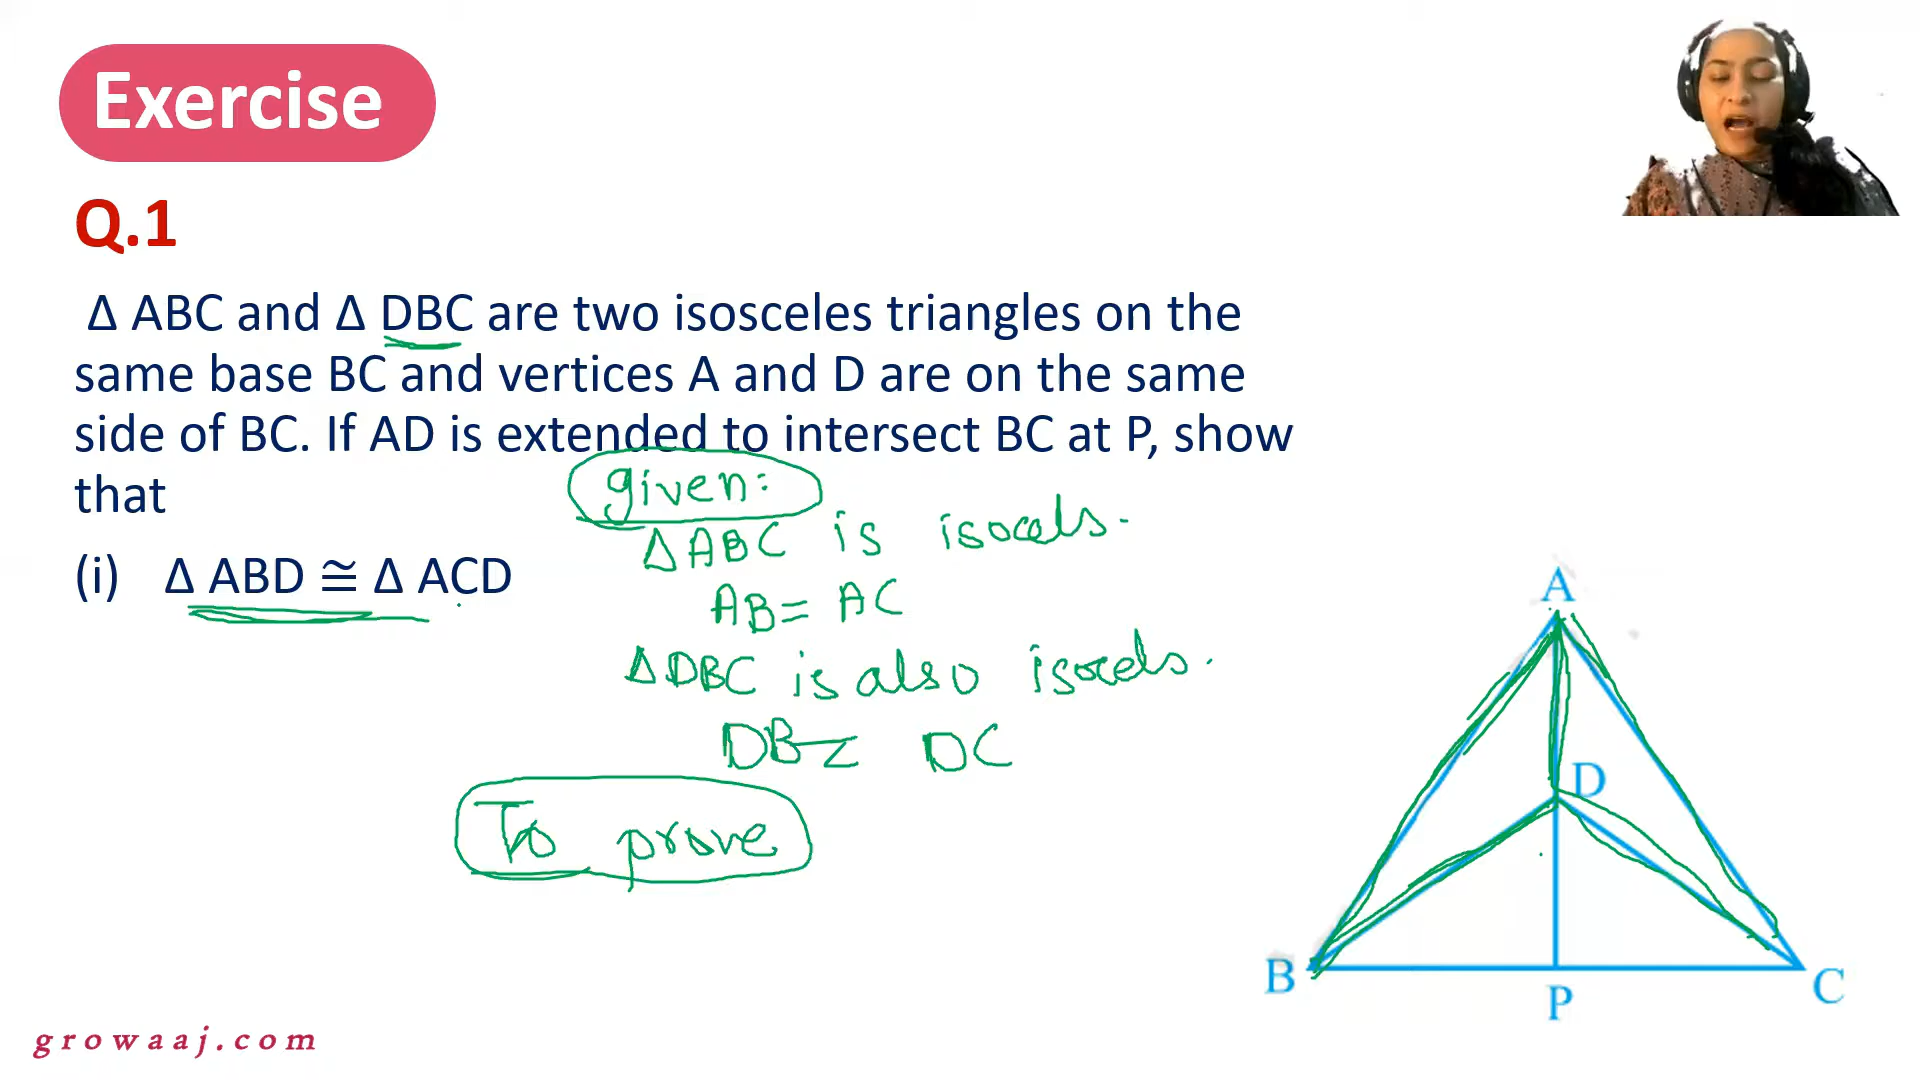 Exercise
Q.1
Δ ABC and Δ DBC are two isosceles triangles on the
same base BC and vertices A and D are on the same
side of BC. If AD is extended to intersect BC at P, show
that
given:
ΔABC is isocels.
(i) Δ ABD ≅ Δ ACD
AB = AC
ΔDBC is also isocels.
DB = DC
To prove
A
D
B
P
C
growaaj.com